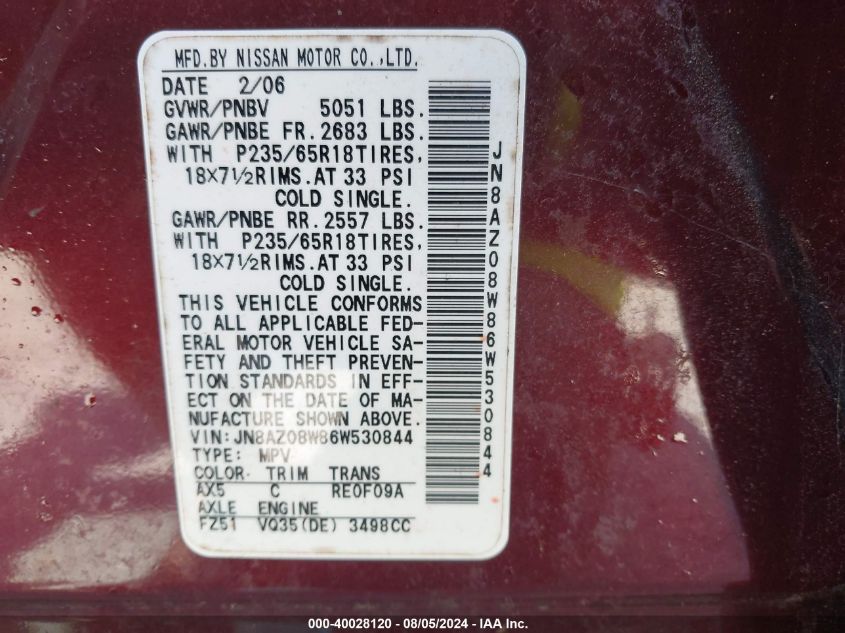 MFD.BY NISSAN MOTOR CO.,LTD.
DATE 2/06
GVWR/PNBV 5051 LBS.
GAWR/PNBE FR.2683 LBS.
WITH P235/65R18TIRES,
18×7½RIMS.AT 33 PSI
COLD SINGLE.
GAWR/PNBE RR.2557 LBS.
WITH P235/65R18TIRES,
18×7½RIMS.AT 33 PSI
COLD SINGLE.
THIS VEHICLE CONFORMS
TO ALL APPLICABLE FED-
ERAL MOTOR VEHICLE SA-
FETY AND THEFT PREVEN-
TION STANDARDS IN EFF-
ECT ON THE DATE OF MA-
NUFACTURE SHOWN ABOVE.
VIN:JN8AZ08W86W530844
TYPE: MPV
COLOR TRIM TRANS
AX5 C RE0F09A
AXLE ENGINE
FZ51 VQ35(DE) 3498CC
JN8AZ08W86W530844
000-40028120 - 08/05/2024 - IAA Inc.